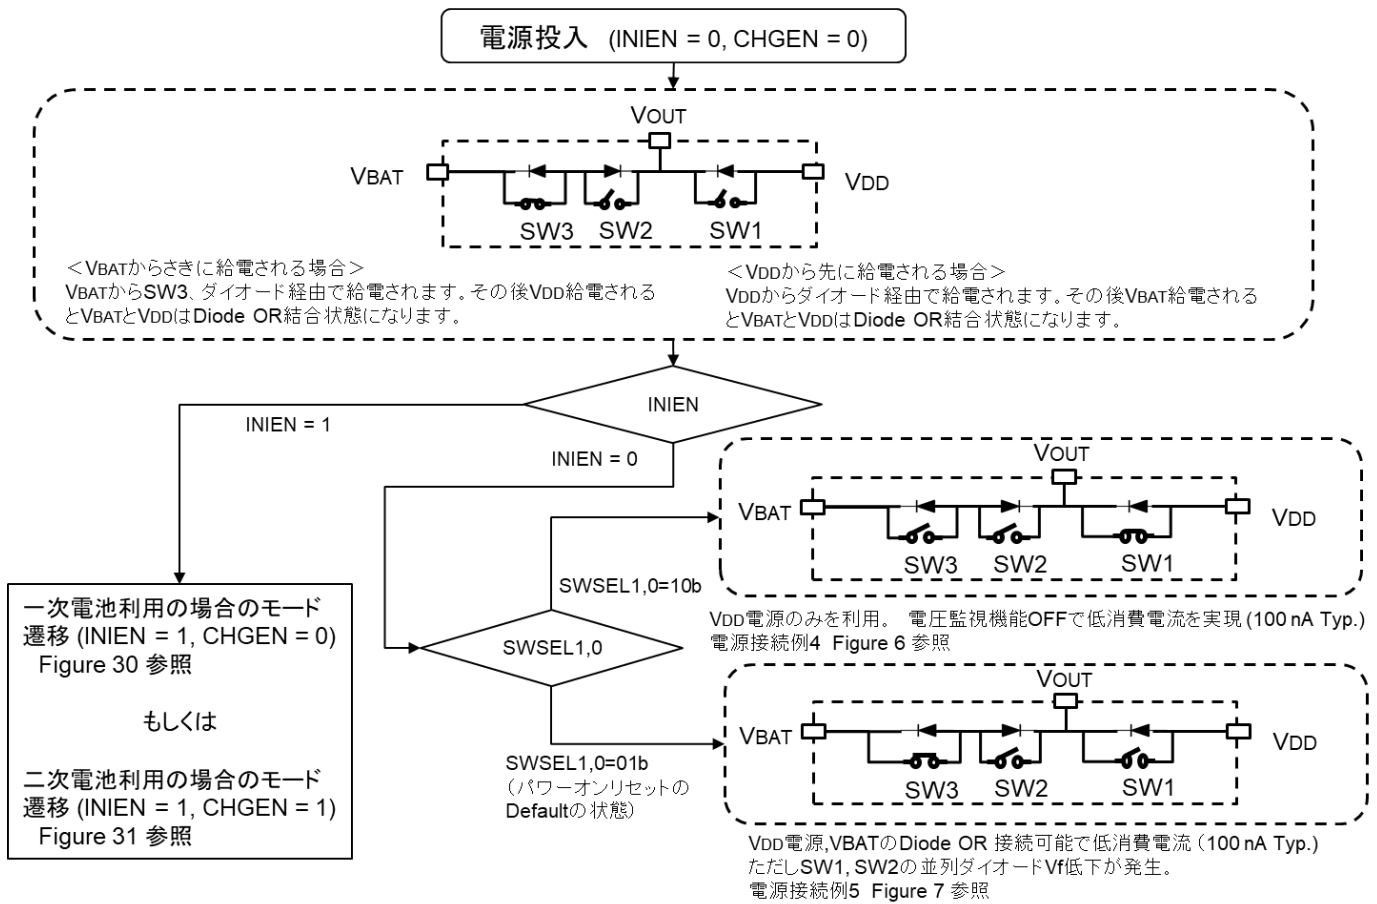 電源投入 (INIEN = 0, CHGEN = 0)
VOUT
VBAT
VDD
SW3
SW2
SW1
＜VBATからさきに給電される場合＞
VBATからSW3、ダイオード経由で給電されます。その後VDD給電される
とVBATとVDDはDiode OR結合状態になります。
＜VDDから先に給電される場合＞
VDDからダイオード経由で給電されます。その後VBAT給電される
とVBATとVDDはDiode OR結合状態になります。
INIEN
INIEN = 1
INIEN = 0
一次電池利用の場合のモード
遷移 (INIEN = 1, CHGEN = 0)
Figure 30 参照
もしくは
二次電池利用の場合のモード
遷移 (INIEN = 1, CHGEN = 1)
Figure 31 参照
SWSEL1,0
SWSEL1,0=10b
VOUT
VBAT
VDD
SW3
SW2
SW1
VDD電源のみを利用。 電圧監視機能OFFで低消費電流を実現 (100 nA Typ.)
電源接続例4 Figure 6 参照
SWSEL1,0=01b
（パワーオンリセットの
Defaultの状態）
VOUT
VBAT
VDD
SW3
SW2
SW1
VDD電源,VBATのDiode OR 接続可能で低消費電流（100 nA Typ.)
ただしSW1, SW2の並列ダイオードVf低下が発生。
電源接続例5 Figure 7 参照